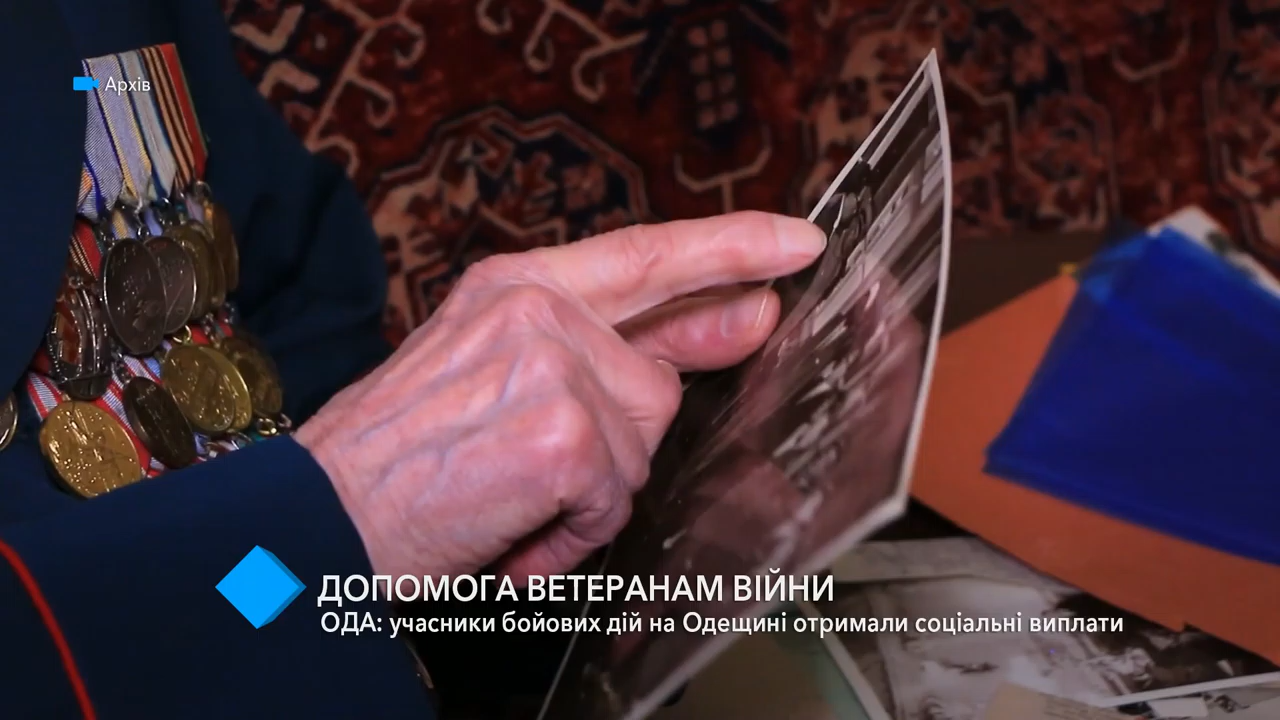 Архів
ДОПОМОГА ВЕТЕРАНАМ ВІЙНИ
ОДА: учасники бойових дій на Одещині отримали соціальні виплати